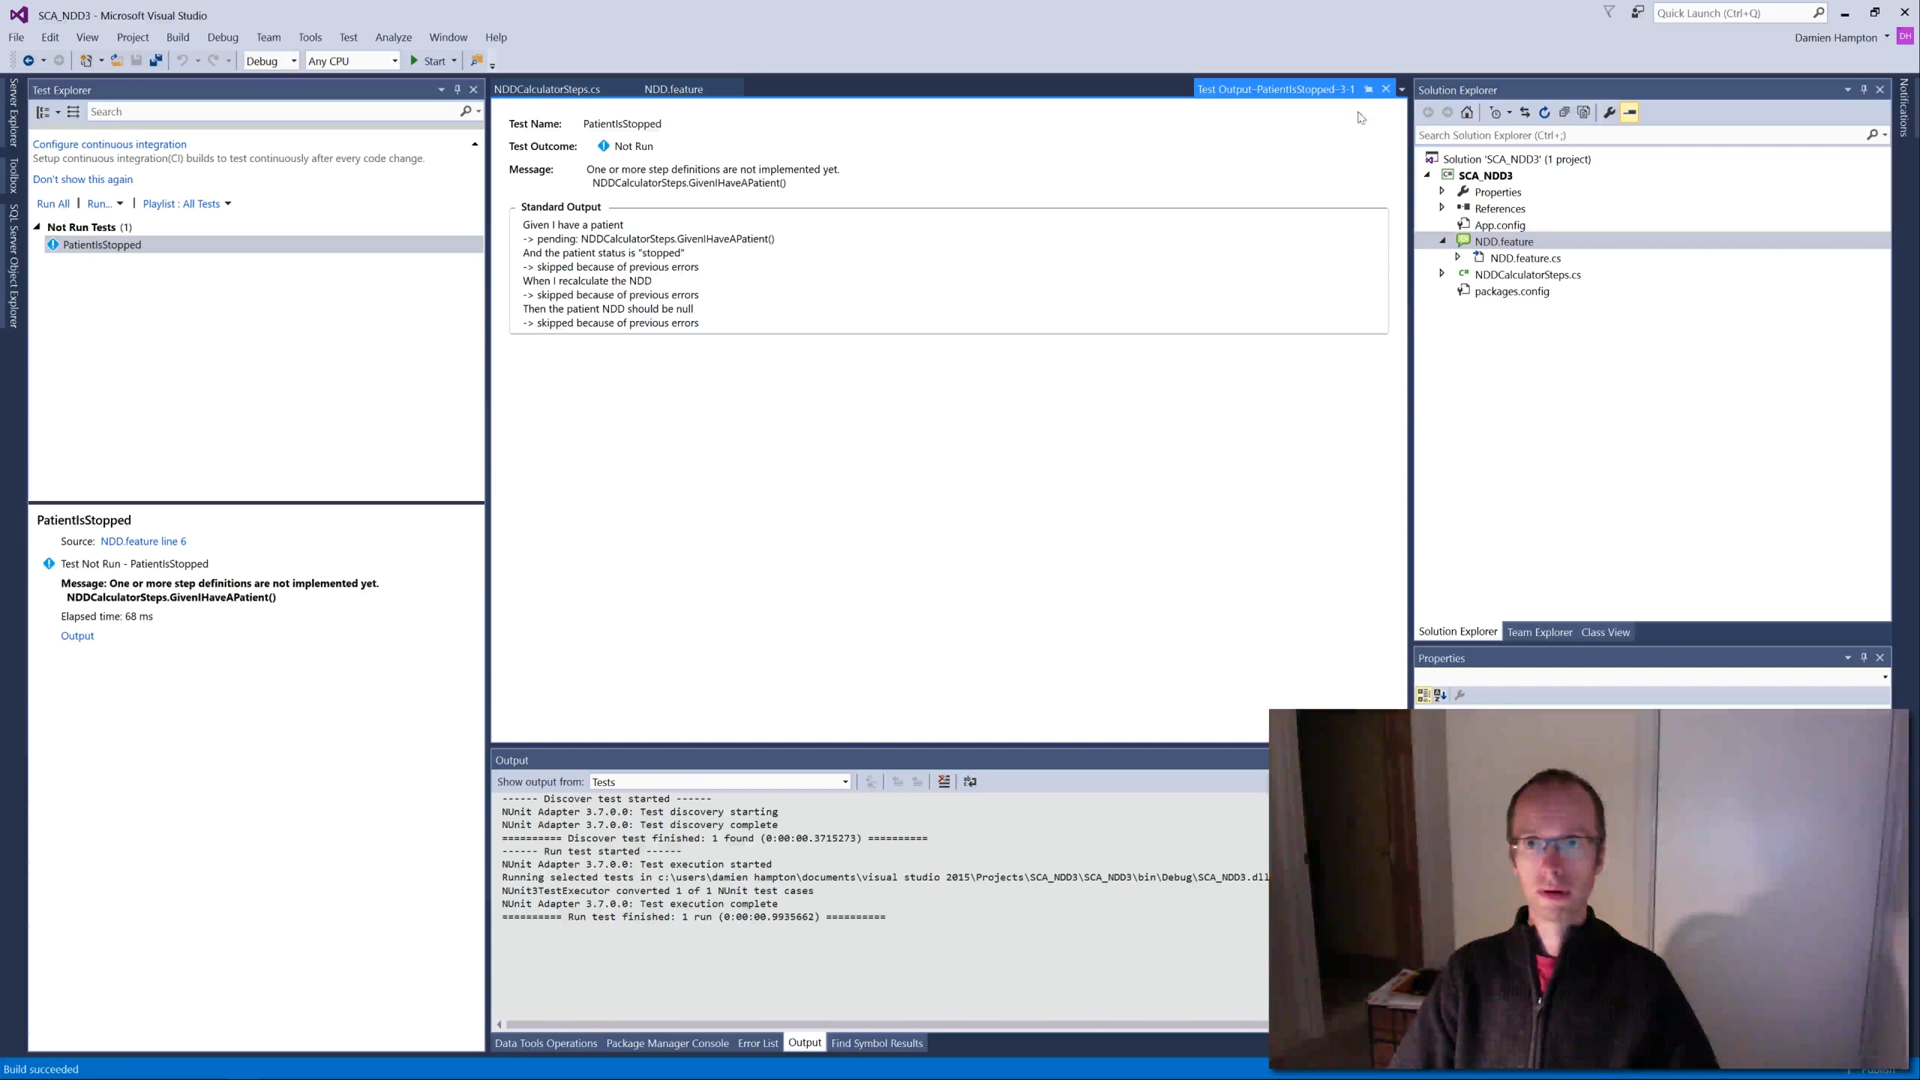 SCA_NDD3 - Microsoft Visual Studio
Quick Launch (Ctrl+Q)
File Edit View Project Build Debug Team Tools Test Analyze Window Help
Damien Hampton DH
Debug Any CPU Start
Server Explorer
Toolbox
SQL Server Object Explorer
Test Explorer
Search
Configure continuous integration
Setup continuous integration(CI) builds to test continuously after every code change.
Don't show this again
Run All | Run... | Playlist : All Tests
Not Run Tests (1)
PatientIsStopped
PatientIsStopped
Source: NDD.feature line 6
Test Not Run - PatientIsStopped
Message: One or more step definitions are not implemented yet.
NDDCalculatorSteps.GivenIHaveAPatient()
Elapsed time: 68 ms
Output
NDDCalculatorSteps.cs NDD.feature Test Output-PatientIsStopped-3-1
Test Name: PatientIsStopped
Test Outcome: Not Run
Message: One or more step definitions are not implemented yet.
NDDCalculatorSteps.GivenIHaveAPatient()
Standard Output
Given I have a patient
-> pending: NDDCalculatorSteps.GivenIHaveAPatient()
And the patient status is "stopped"
-> skipped because of previous errors
When I recalculate the NDD
-> skipped because of previous errors
Then the patient NDD should be null
-> skipped because of previous errors
Output
Show output from: Tests
------ Discover test started ------
NUnit Adapter 3.7.0.0: Test discovery starting
NUnit Adapter 3.7.0.0: Test discovery complete
========== Discover test finished: 1 found (0:00:00.3715273) ==========
------ Run test started ------
NUnit Adapter 3.7.0.0: Test execution started
Running selected tests in c:\users\damien hampton\documents\visual studio 2015\Projects\SCA_NDD3\SCA_NDD3\bin\Debug\SCA_NDD3.dll
NUnit3TestExecutor converted 1 of 1 NUnit test cases
NUnit Adapter 3.7.0.0: Test execution complete
========== Run test finished: 1 run (0:00:00.9935662) ==========
Data Tools Operations Package Manager Console Error List Output Find Symbol Results
Solution Explorer
Search Solution Explorer (Ctrl+;)
Solution 'SCA_NDD3' (1 project)
SCA_NDD3
Properties
References
App.config
NDD.feature
NDD.feature.cs
NDDCalculatorSteps.cs
packages.config
Solution Explorer Team Explorer Class View
Properties
Notifications
Build succeeded